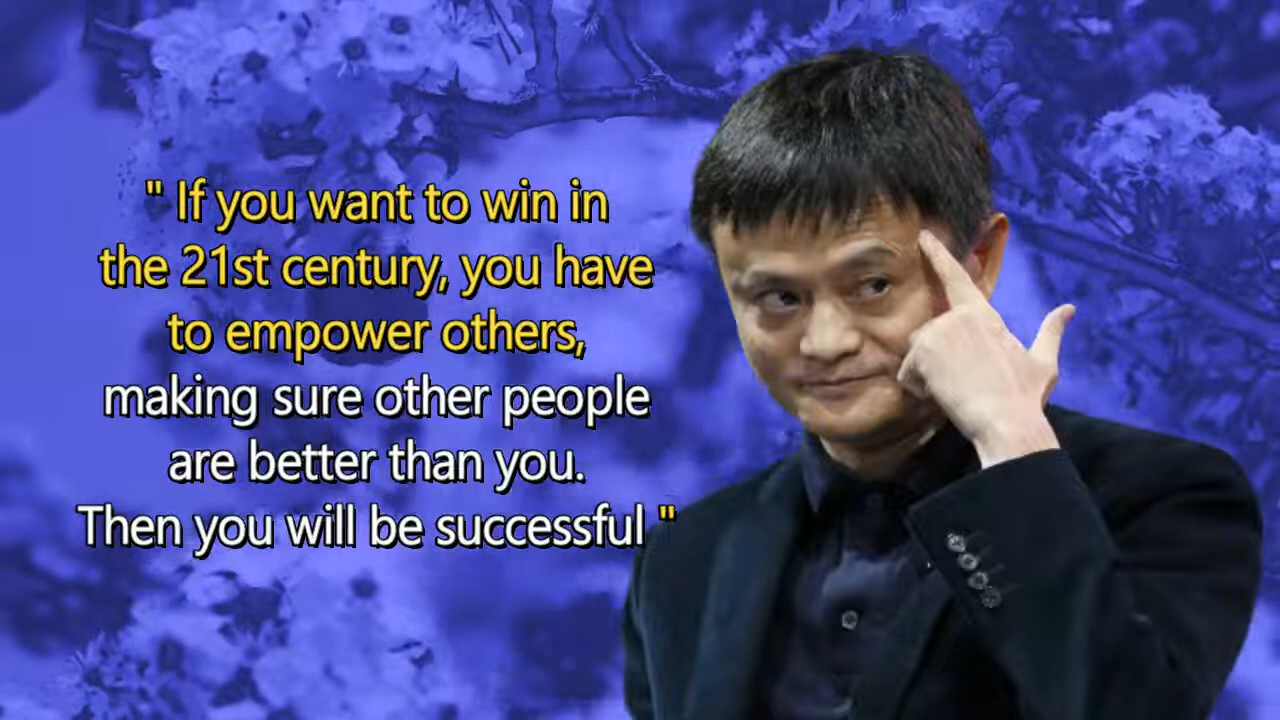 " If you want to win in
the 21st century, you have
to empower others,
making sure other people
are better than you.
Then you will be successful "